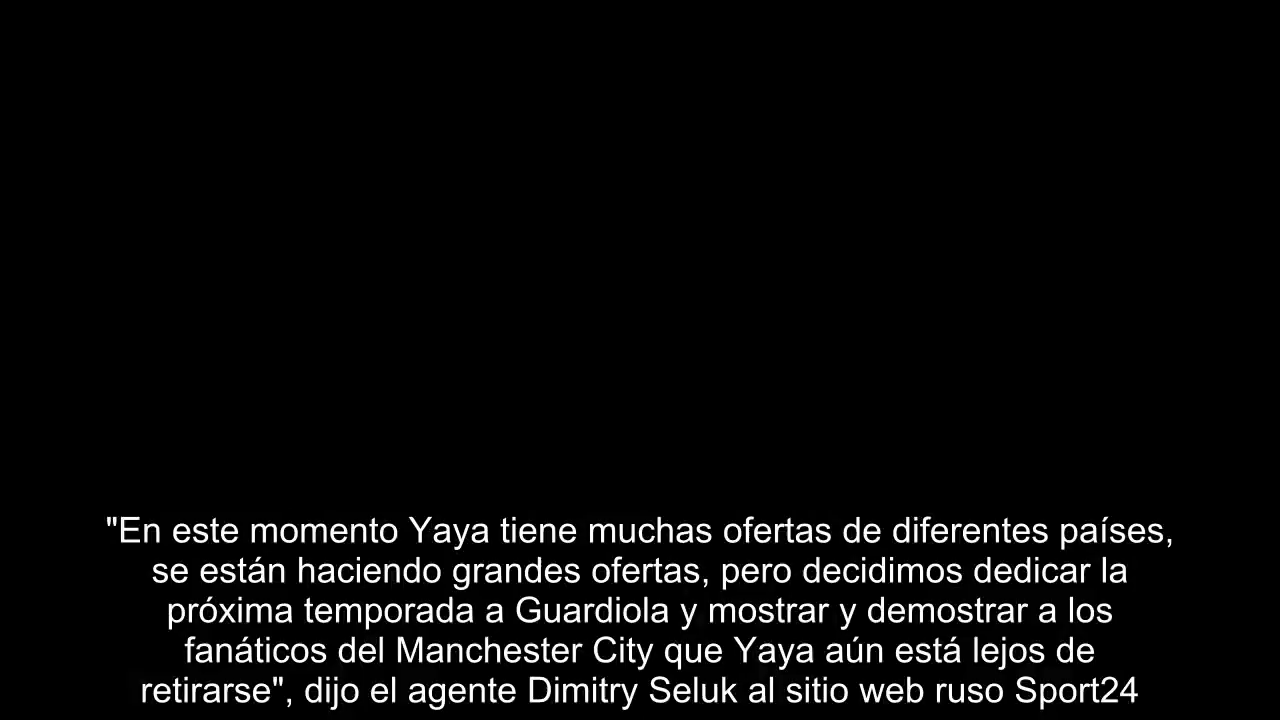 "En este momento Yaya tiene muchas ofertas de diferentes países,
se están haciendo grandes ofertas, pero decidimos dedicar la
próxima temporada a Guardiola y mostrar y demostrar a los
fanáticos del Manchester City que Yaya aún está lejos de
retirarse", dijo el agente Dimitry Seluk al sitio web ruso Sport24